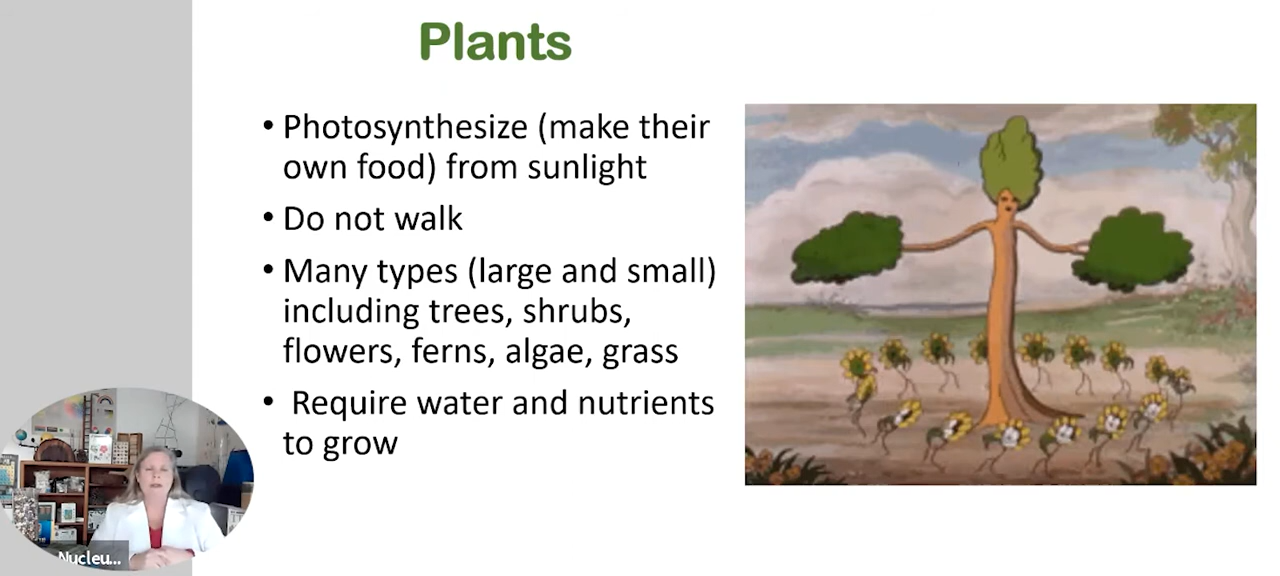 Plants
• Photosynthesize (make their
own food) from sunlight
• Do not walk
• Many types (large and small)
including trees, shrubs,
flowers, ferns, algae, grass
• Require water and nutrients
to grow
Nucleu...